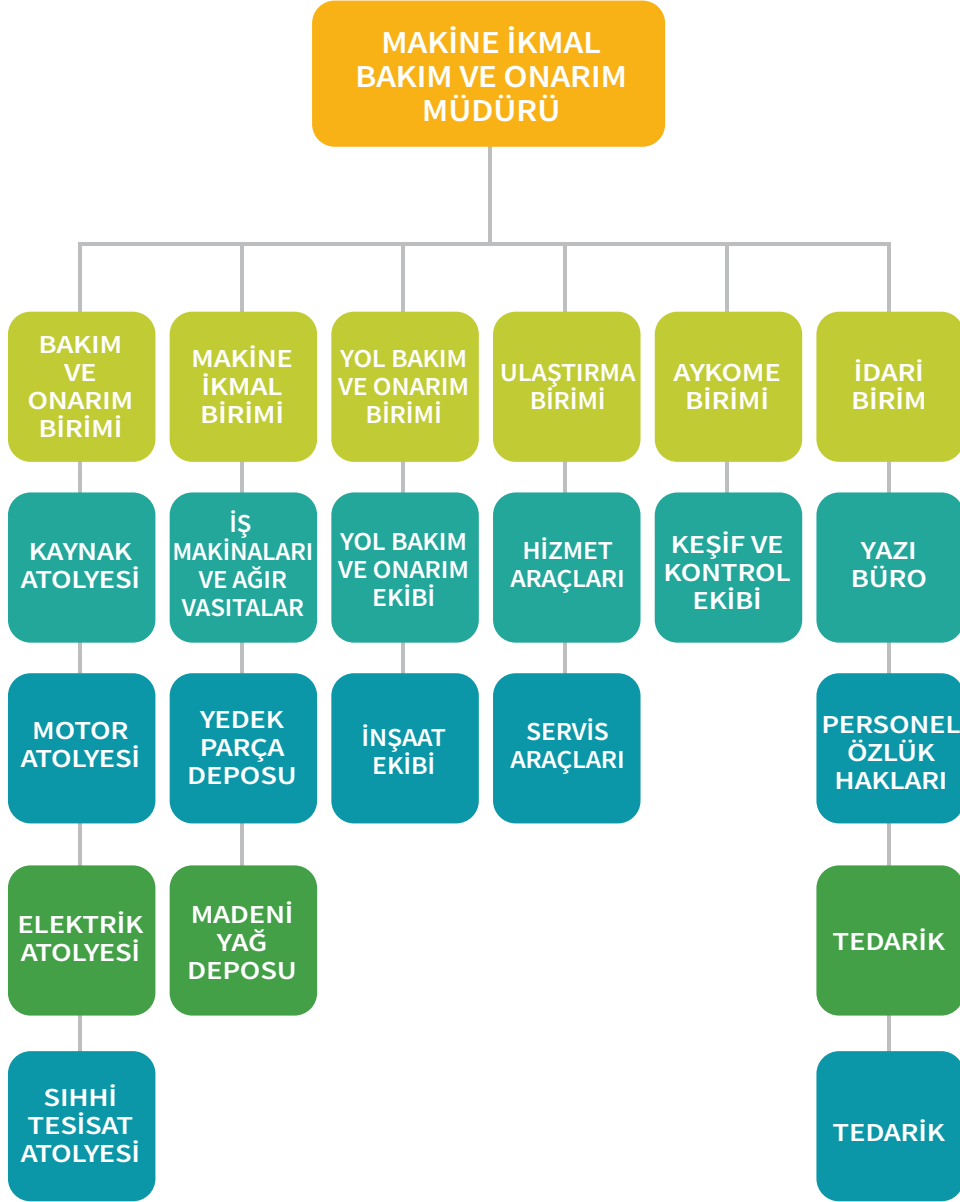 MAKİNE İKMAL
BAKIM VE ONARIM
MÜDÜRÜ
BAKIM
VE
ONARIM
BİRİMİ
MAKİNE
İKMAL
BİRİMİ
YOL BAKIM
VE ONARIM
BİRİMİ
ULAŞTIRMA
BİRİMİ
AYKOME
BİRİMİ
İDARİ
BİRİM
KAYNAK
ATOLYESİ
İŞ
MAKİNALARI
VE AĞIR
VASITALAR
YOL BAKIM
VE ONARIM
EKİBİ
HİZMET
ARAÇLARI
KEŞİF VE
KONTROL
EKİBİ
YAZI
BÜRO
MOTOR
ATOLYESİ
YEDEK
PARÇA
DEPOSU
İNŞAAT
EKİBİ
SERVİS
ARAÇLARI
PERSONEL
ÖZLÜK
HAKLARI
ELEKTRİK
ATOLYESİ
MADENİ
YAĞ
DEPOSU
TEDARİK
SIHHİ
TESİSAT
ATOLYESİ
TEDARİK